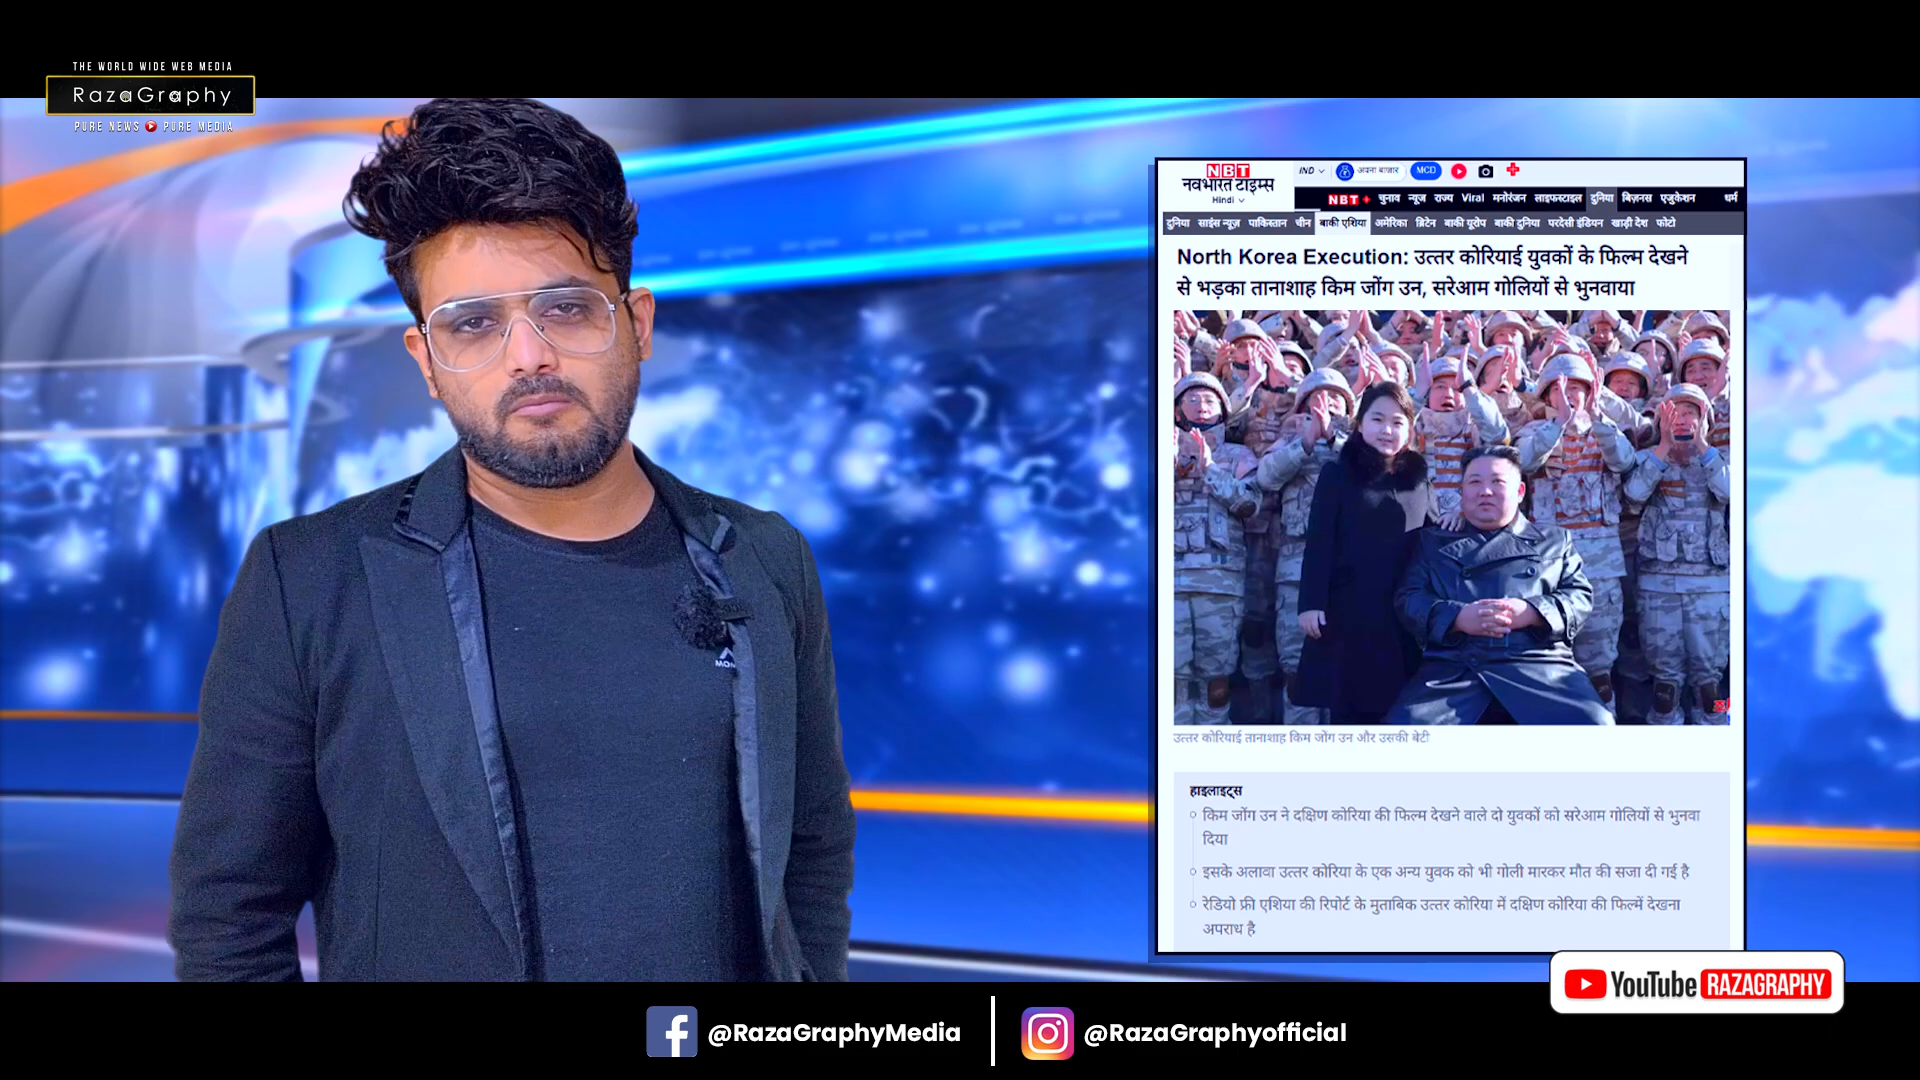 THE WORLD WIDE WEB MEDIA
RazaGraphy
PURE NEWS PURE MEDIA
NBT
नवभारत टाइम्स
Hindi
IND अपना बाजार MCD
NBT+ चुनाव न्यूज राज्य Viral मनोरंजन लाइफस्टाइल दुनिया बिज़नस एजुकेशन धर्म
दुनिया साइंस न्यूज़ पाकिस्तान चीन बाकी एशिया अमेरिका ब्रिटेन बाकी यूरोप बाकी दुनिया परदेसी इंडियन खाड़ी देश फोटो
North Korea Execution: उत्तर कोरियाई युवकों के फिल्म देखने
से भड़का तानाशाह किम जोंग उन, सरेआम गोलियों से भुनवाया
उत्तर कोरियाई तानाशाह किम जोंग उन और उसकी बेटी
हाइलाइट्स
किम जोंग उन ने दक्षिण कोरिया की फिल्म देखने वाले दो युवकों को सरेआम गोलियों से भुनवा
दिया
इसके अलावा उत्तर कोरिया के एक अन्य युवक को भी गोली मारकर मौत की सजा दी गई है
रेडियो फ्री एशिया की रिपोर्ट के मुताबिक उत्तर कोरिया में दक्षिण कोरिया की फिल्में देखना
अपराध है
YouTube RAZAGRAPHY
@RazaGraphyMedia
@RazaGraphyofficial